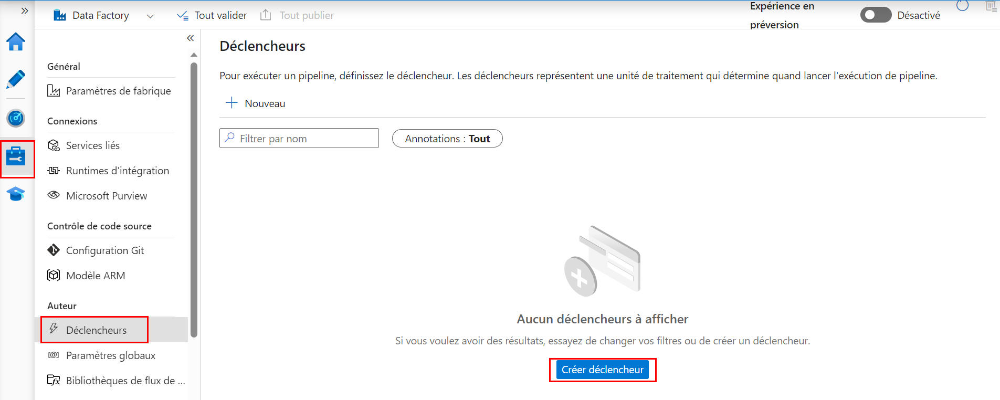 Data Factory
Tout valider
Tout publier
Expérience en
préversion
Désactivé
Général
Paramètres de fabrique
Connexions
Services liés
Runtimes d'intégration
Microsoft Purview
Contrôle de code source
Configuration Git
Modèle ARM
Auteur
Déclencheurs
Paramètres globaux
Bibliothèques de flux de ...
Déclencheurs
Pour exécuter un pipeline, définissez le déclencheur. Les déclencheurs représentent une unité de traitement qui détermine quand lancer l'exécution de pipeline.
Nouveau
Filtrer par nom
Annotations : Tout
Aucun déclencheurs à afficher
Si vous voulez avoir des résultats, essayez de changer vos filtres ou de créer un déclencheur.
Créer déclencheur